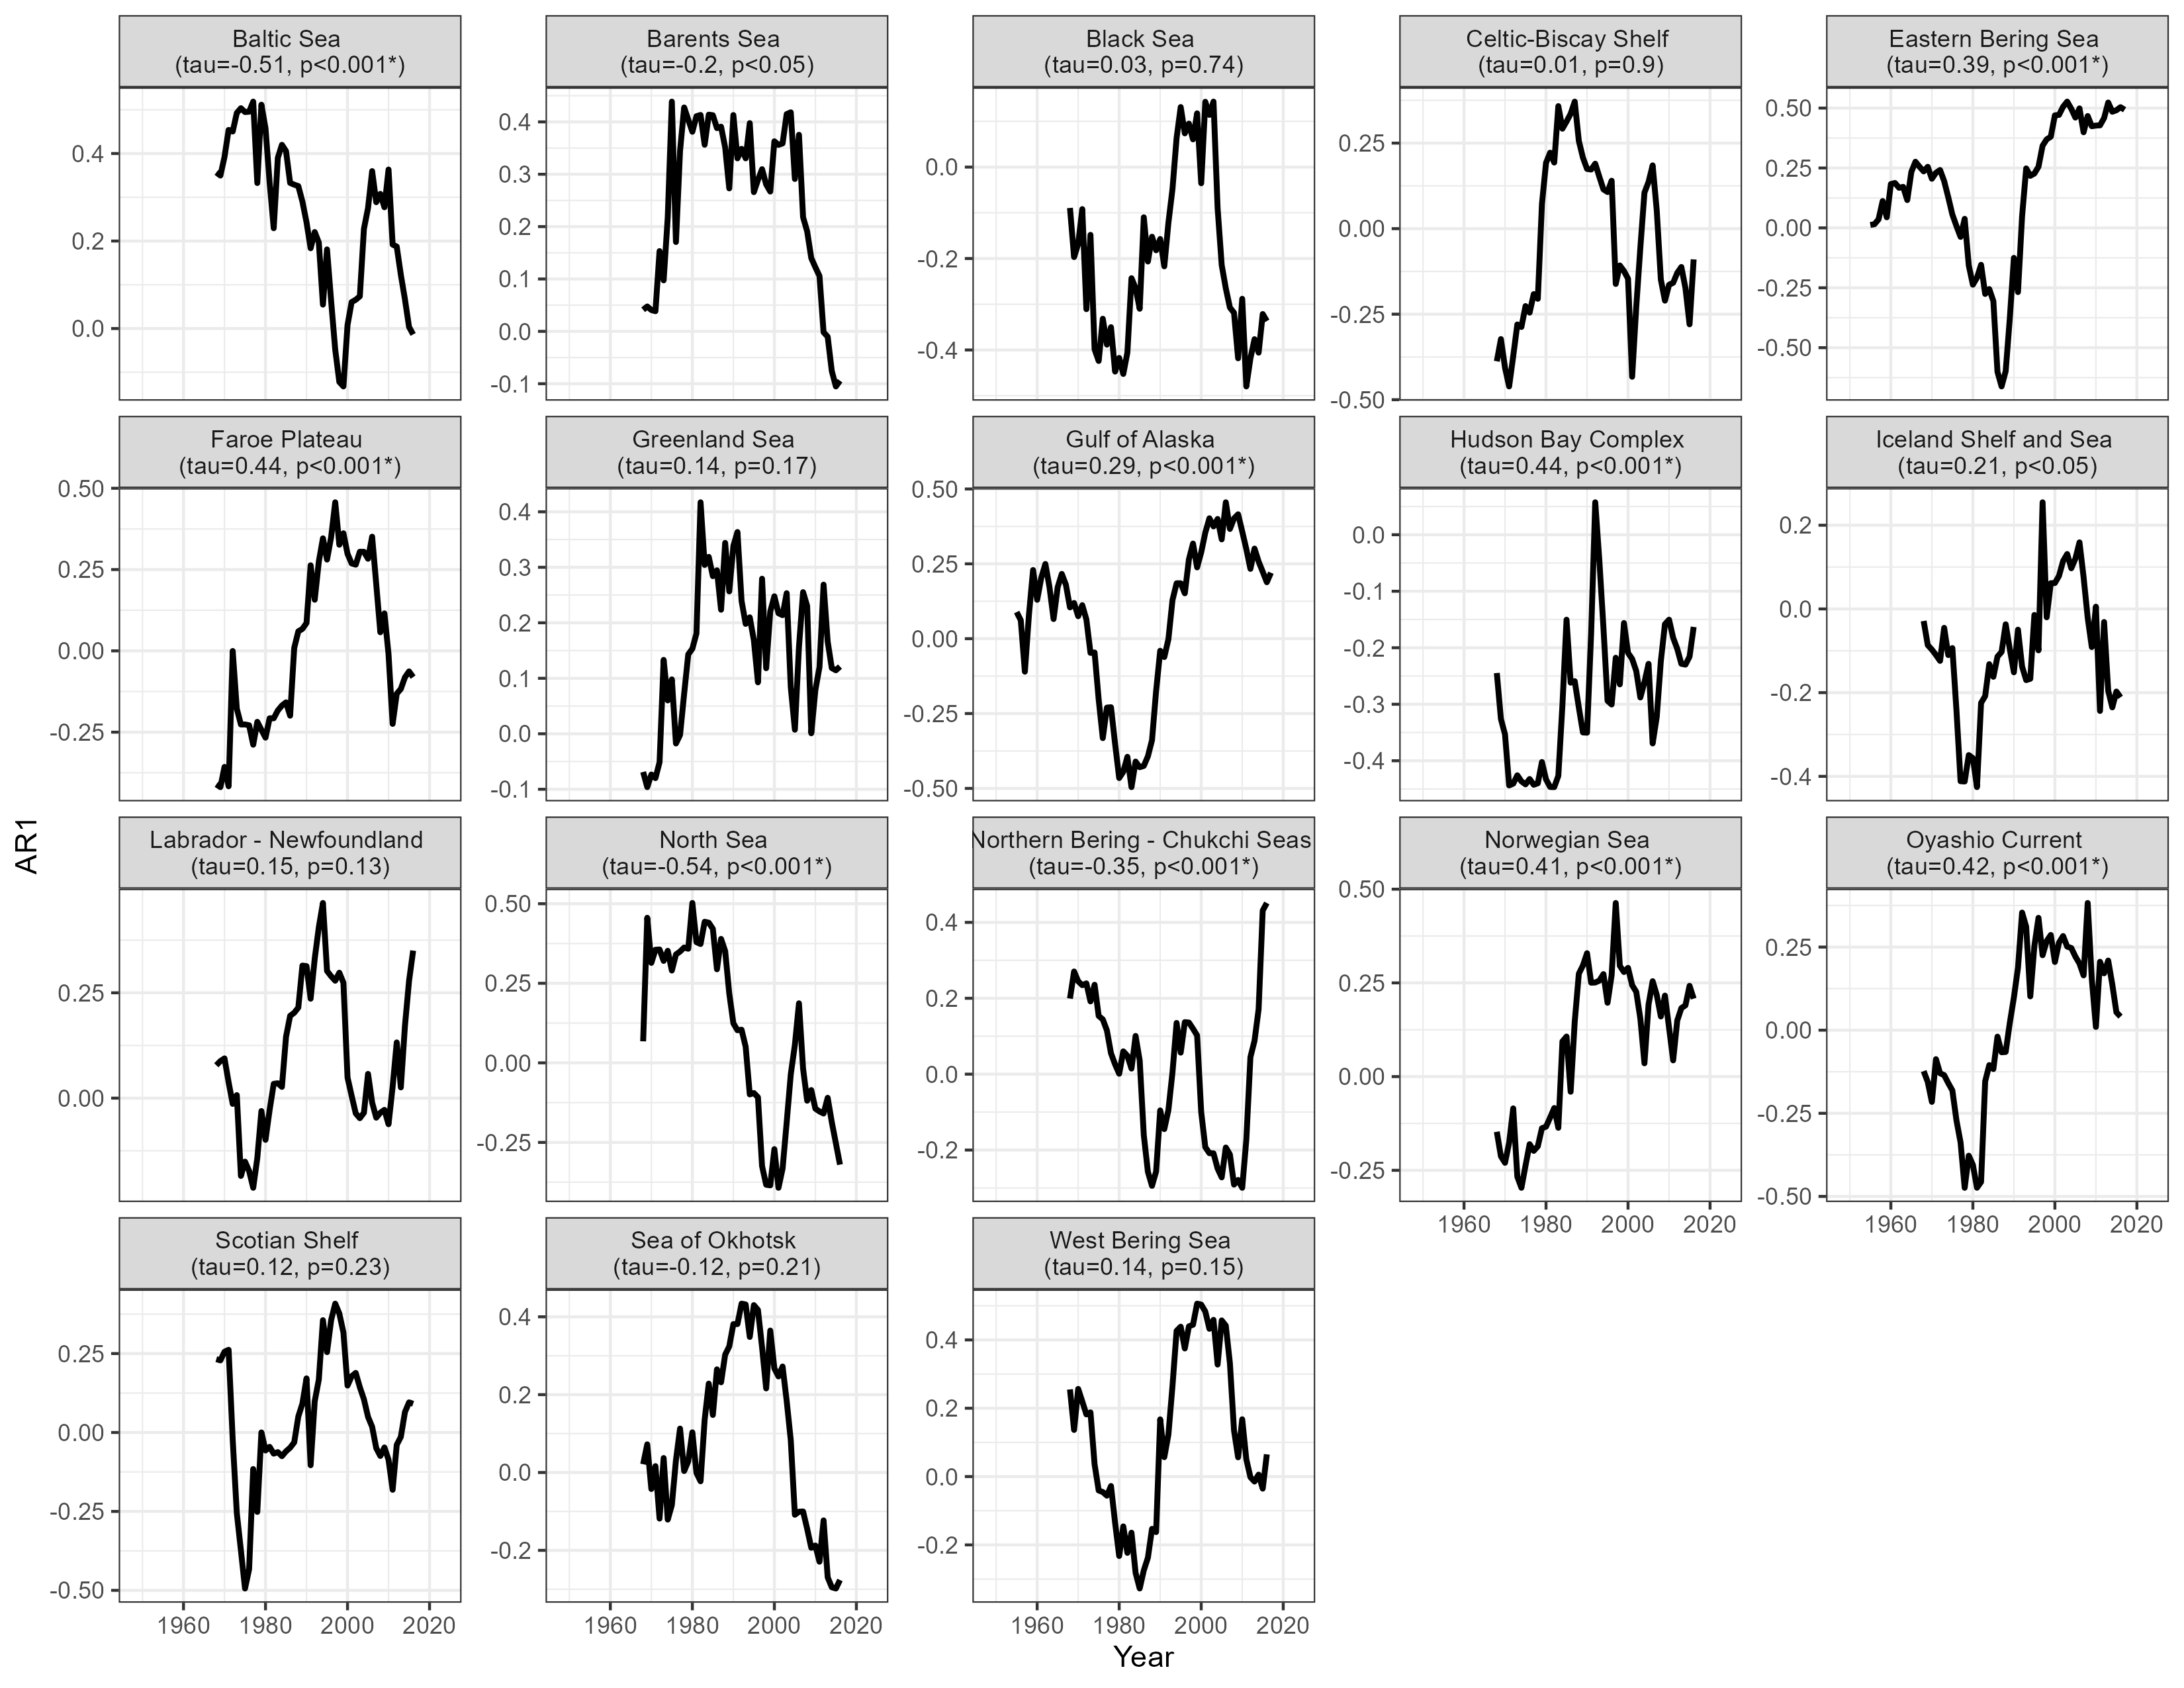 Baltic Sea
(tau=-0.51, p<0.001*)
Barents Sea
(tau=-0.2, p<0.05)
Black Sea
(tau=0.03, p=0.74)
Celtic-Biscay Shelf
(tau=0.01, p=0.9)
Eastern Bering Sea
(tau=0.39, p<0.001*)
0.4
0.2
0.0
0.4
0.3
0.2
0.1
0.0
-0.1
0.0
-0.2
-0.4
0.25
0.00
-0.25
-0.50
0.50
0.25
0.00
-0.25
-0.50
Faroe Plateau
(tau=0.44, p<0.001*)
Greenland Sea
(tau=0.14, p=0.17)
Gulf of Alaska
(tau=0.29, p<0.001*)
Hudson Bay Complex
(tau=0.44, p<0.001*)
Iceland Shelf and Sea
(tau=0.21, p<0.05)
0.50
0.25
0.00
-0.25
0.4
0.3
0.2
0.1
0.0
-0.1
0.50
0.25
0.00
-0.25
-0.50
0.0
-0.1
-0.2
-0.3
-0.4
0.2
0.0
-0.2
-0.4
AR1
Labrador - Newfoundland
(tau=0.15, p=0.13)
North Sea
(tau=-0.54, p<0.001*)
Northern Bering - Chukchi Seas
(tau=-0.35, p<0.001*)
Norwegian Sea
(tau=0.41, p<0.001*)
Oyashio Current
(tau=0.42, p<0.001*)
0.25
0.00
0.50
0.25
0.00
-0.25
0.4
0.2
0.0
-0.2
0.50
0.25
0.00
-0.25
0.25
0.00
-0.25
-0.50
1960 1980 2000 2020
1960 1980 2000 2020
Scotian Shelf
(tau=0.12, p=0.23)
Sea of Okhotsk
(tau=-0.12, p=0.21)
West Bering Sea
(tau=0.14, p=0.15)
0.25
0.00
-0.25
-0.50
0.4
0.2
0.0
-0.2
0.4
0.2
0.0
-0.2
1960 1980 2000 2020
1960 1980 2000 2020
1960 1980 2000 2020
Year